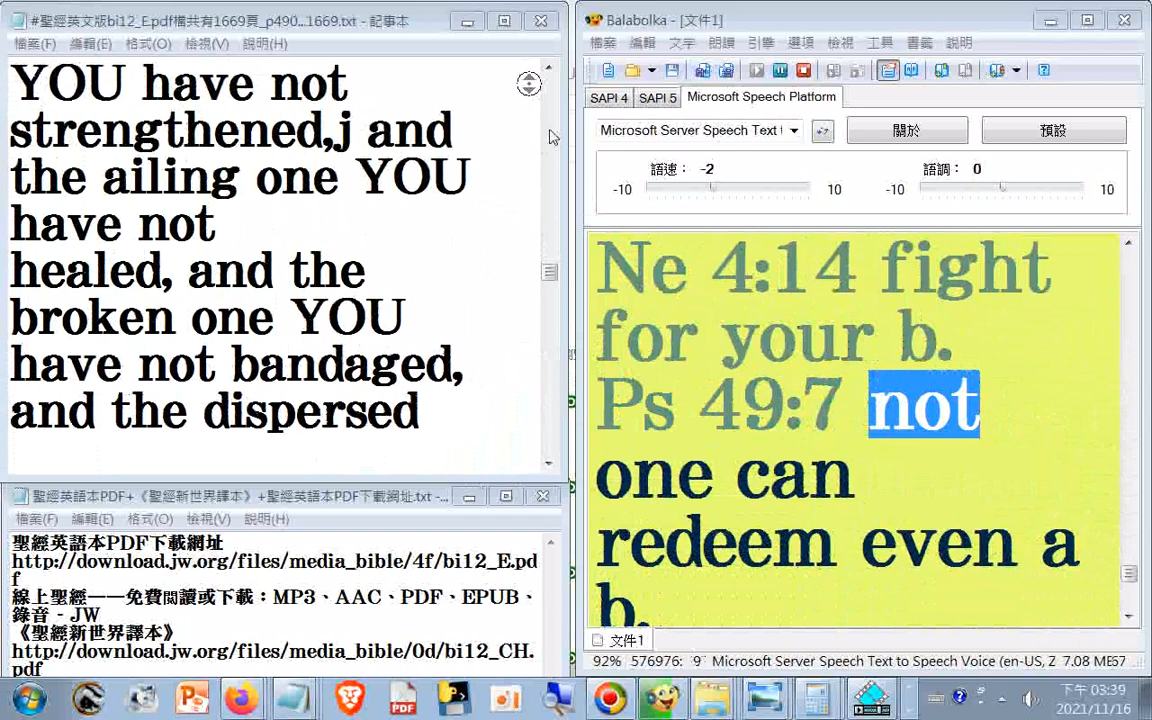 #聖經英文版bi12_E.pdf檔共有1669頁_p490...1669.txt - 記事本
檔案(F) 編輯(E) 格式(O) 檢視(V) 說明(H)
YOU have not
strengthened,j and
the ailing one YOU
have not
healed, and the
broken one YOU
have not bandaged,
and the dispersed
聖經英語本PDF+《聖經新世界譯本》+聖經英語本PDF下載網址.txt -...
檔案(F) 編輯(E) 格式(O) 檢視(V) 說明(H)
聖經英語本PDF下載網址
http://download.jw.org/files/media_bible/4f/bi12_E.pd
f
線上聖經——免費閱讀或下載：MP3、AAC、PDF、EPUB、
錄音 - JW
《聖經新世界譯本》
http://download.jw.org/files/media_bible/0d/bi12_CH.
pdf
Balabolka - [文件1]
檔案 編輯 文字 朗讀 引擎 選項 檢視 工具 書義 說明
SAPI 4 SAPI 5 Microsoft Speech Platform
Microsoft Server Speech Text 關於 預設
語速： -2 語調： 0
-10 10 -10 10
Ne 4:14 fight
for your b.
Ps 49:7 not
one can
redeem even a
b.
文件1
92% 576976: 9 Microsoft Server Speech Text to Speech Voice (en-US, Z 7.08 ME57
下午 03:39
2021/11/16